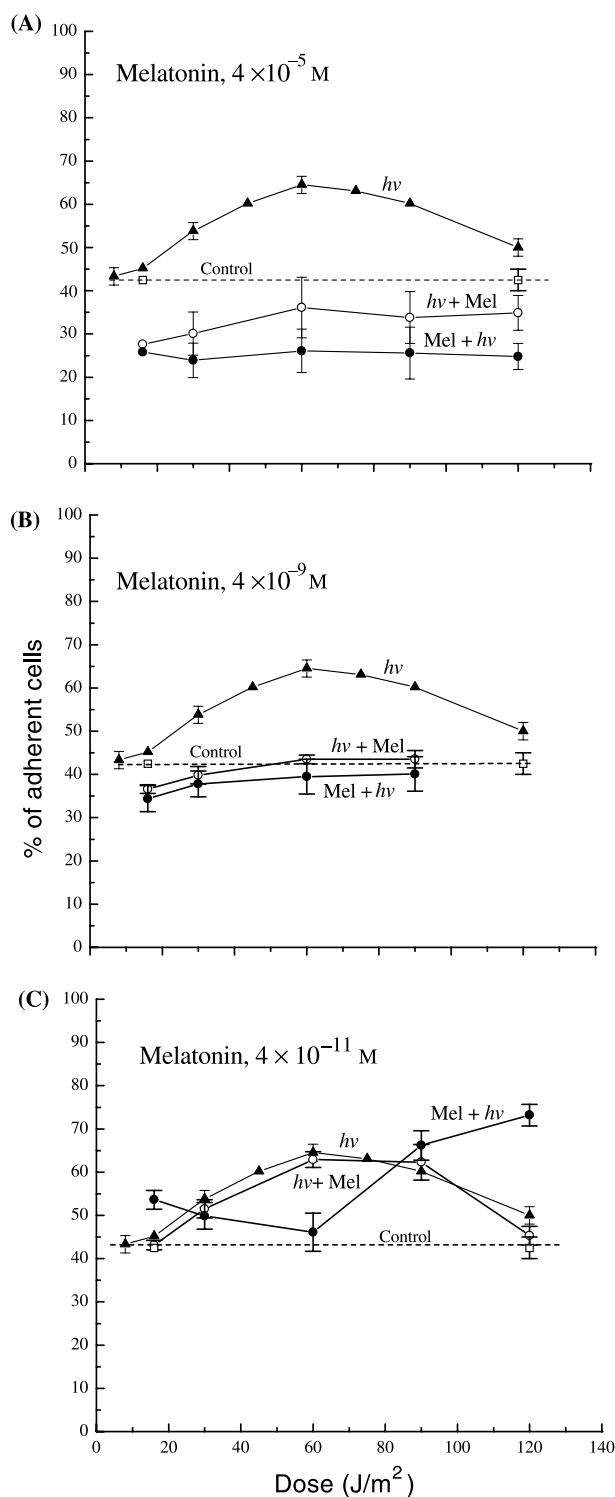 (A)
100
90
80
70
60
50
40
30
20
10
0
Melatonin, 4 × 10⁻⁵ M
hν
Control
hν + Mel
Mel + hν
(B)
100
90
80
70
60
50
40
30
20
10
0
Melatonin, 4 × 10⁻⁹ M
hν
Control
hν + Mel
Mel + hν
% of adherent cells
(C)
100
90
80
70
60
50
40
30
20
10
0
Melatonin, 4 × 10⁻¹¹ M
Mel + hν
hν
hν + Mel
Control
0 20 40 60 80 100 120 140
Dose (J/m²)